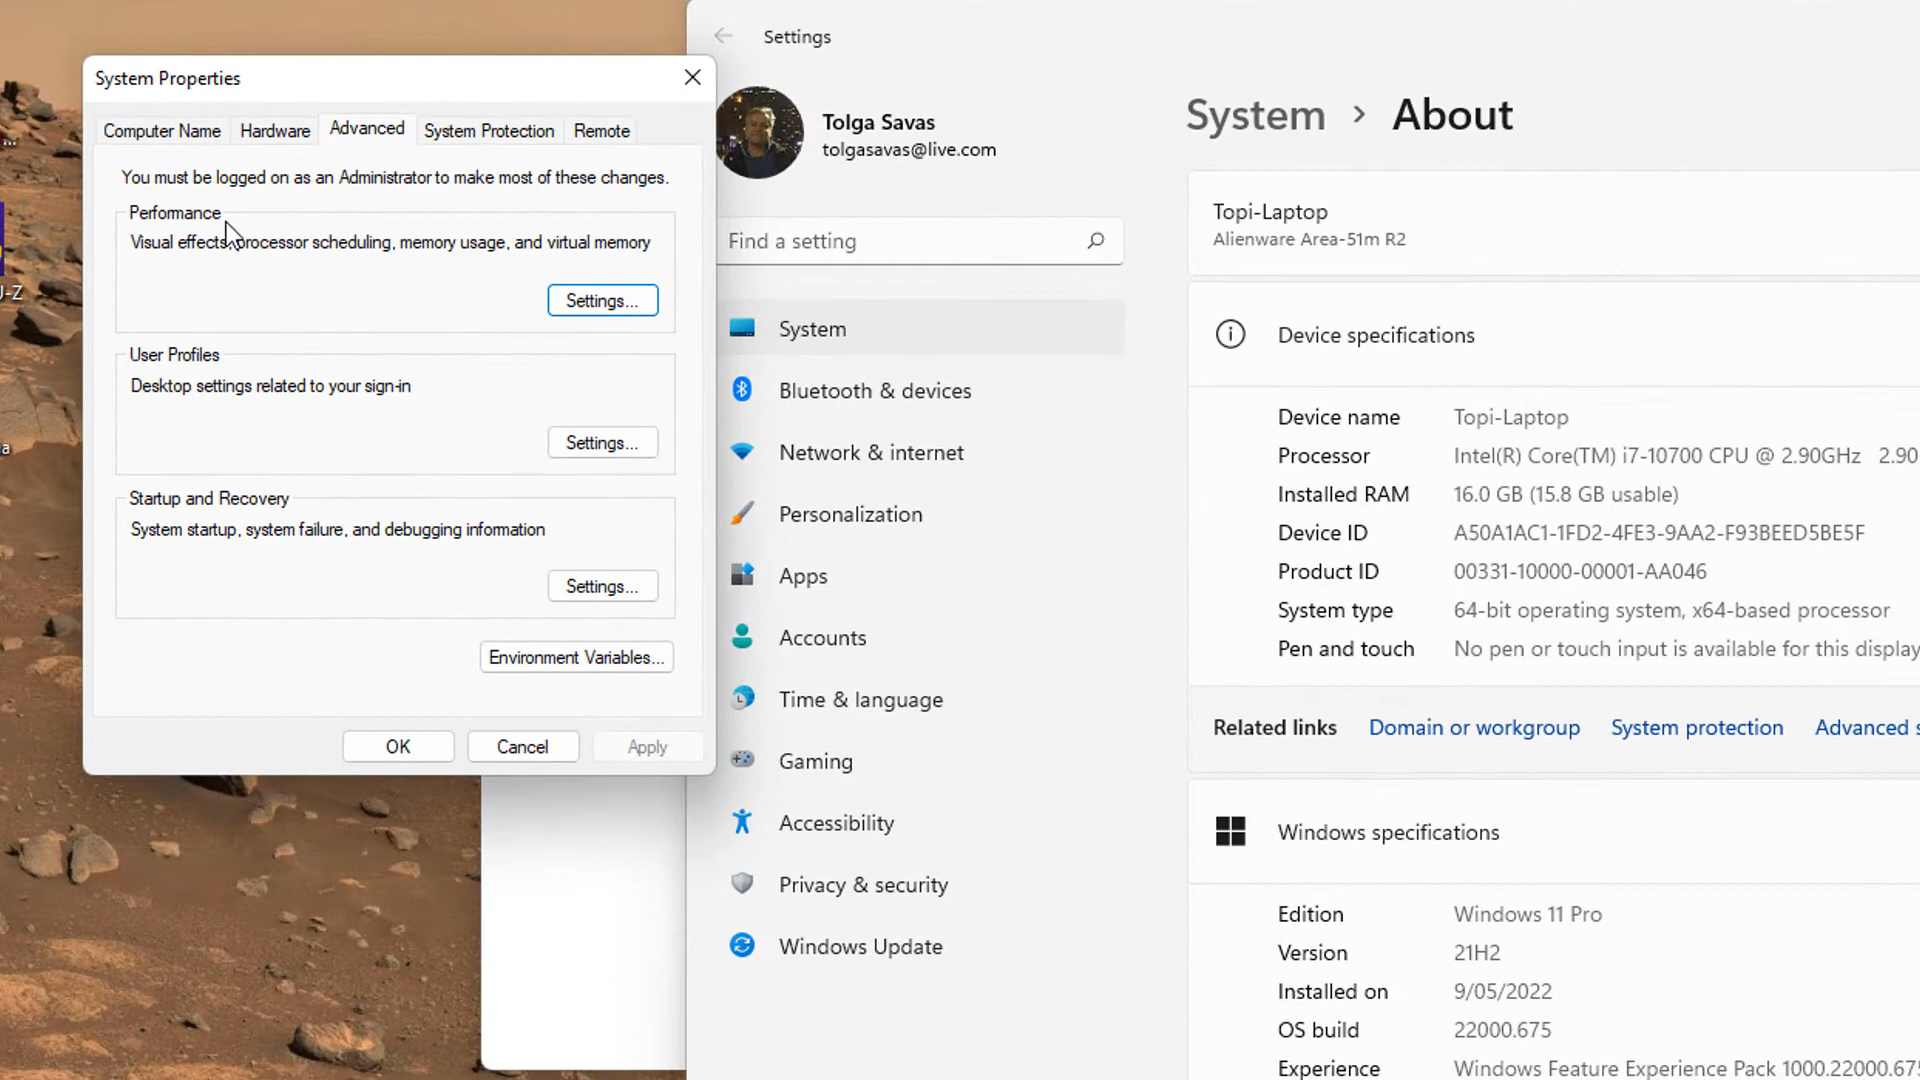 System Properties
Computer Name
Hardware
Advanced
System Protection
Remote
You must be logged on as an Administrator to make most of these changes.
Performance
Visual effects, processor scheduling, memory usage, and virtual memory
Settings...
User Profiles
Desktop settings related to your sign-in
Settings...
Startup and Recovery
System startup, system failure, and debugging information
Settings...
Environment Variables...
OK
Cancel
Apply
J-Z
a
Settings
Tolga Savas
tolgasavas@live.com
Find a setting
System
Bluetooth & devices
Network & internet
Personalization
Apps
Accounts
Time & language
Gaming
Accessibility
Privacy & security
Windows Update
System > About
Topi-Laptop
Alienware Area-51m R2
Device specifications
Device name Topi-Laptop
Processor Intel(R) Core(TM) i7-10700 CPU @ 2.90GHz 2.90
Installed RAM 16.0 GB (15.8 GB usable)
Device ID A50A1AC1-1FD2-4FE3-9AA2-F93BEED5BE5F
Product ID 00331-10000-00001-AA046
System type 64-bit operating system, x64-based processor
Pen and touch No pen or touch input is available for this display
Related links Domain or workgroup System protection Advanced s
Windows specifications
Edition Windows 11 Pro
Version 21H2
Installed on 9/05/2022
OS build 22000.675
Experience Windows Feature Experience Pack 1000.22000.675